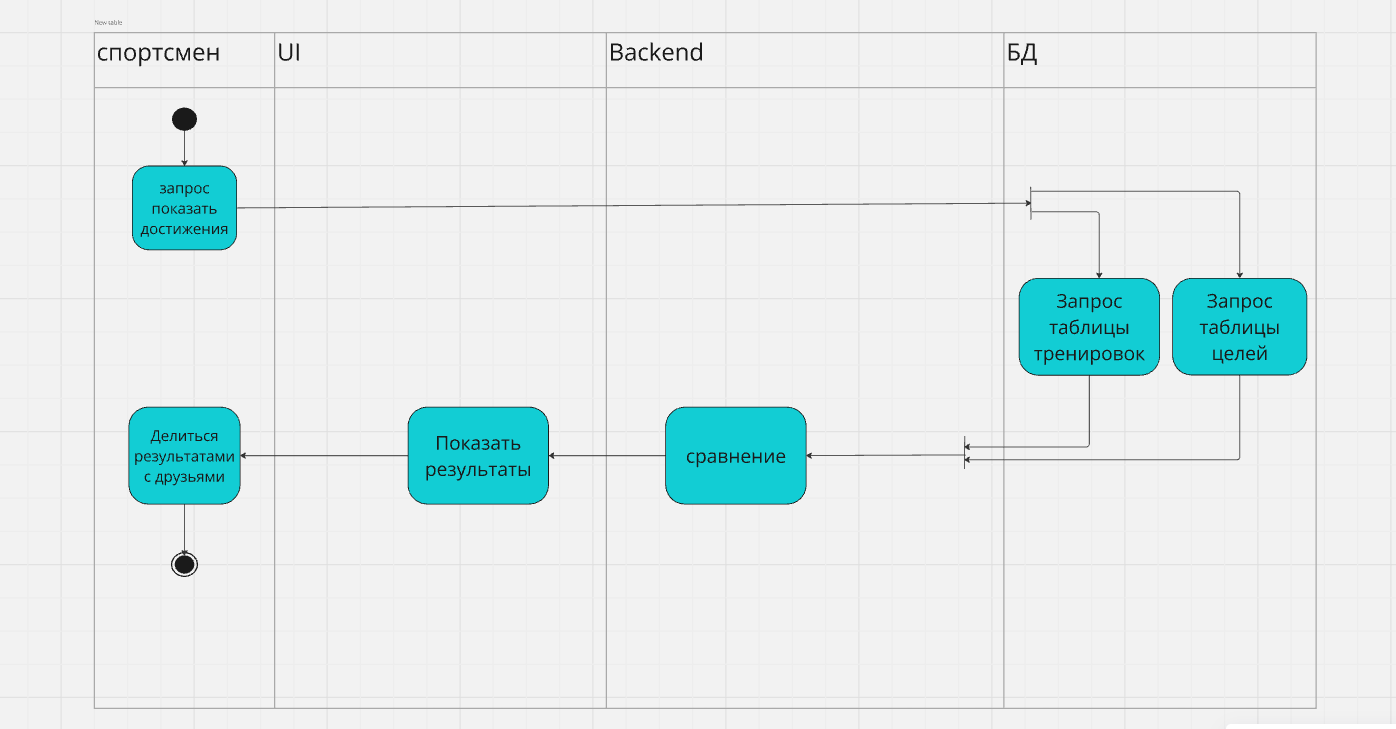 New table
спортсмен
UI
Backend
БД
запрос
показать
достижения
Запрос
таблицы
тренировок
Запрос
таблицы
целей
Делиться
результатами
с друзьями
Показать
результаты
сравнение